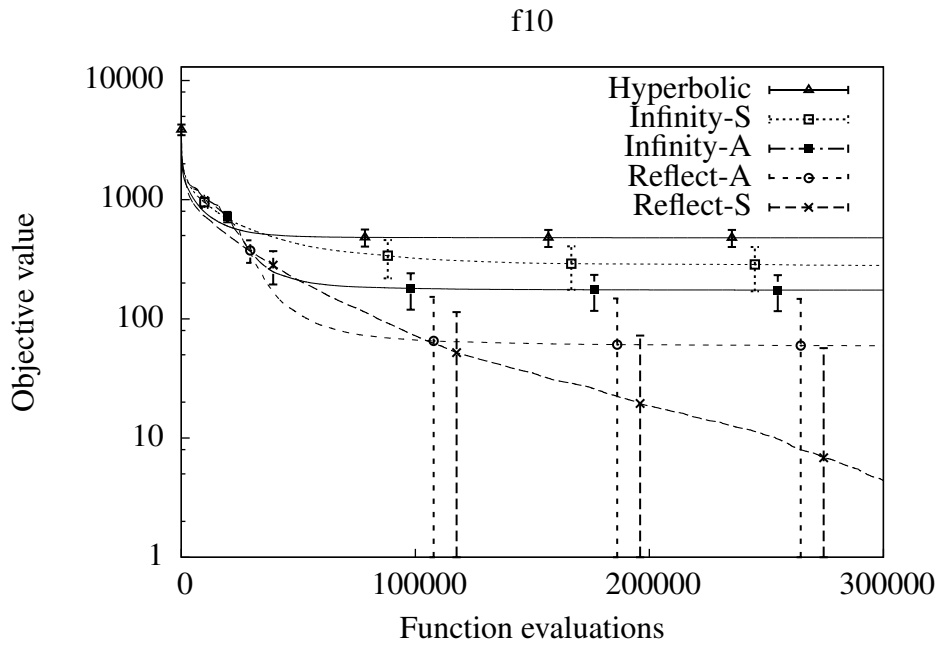 f10
10000
1000
100
10
1
Objective value
Hyperbolic
Infinity-S
Infinity-A
Reflect-A
Reflect-S
0 100000 200000 300000
Function evaluations